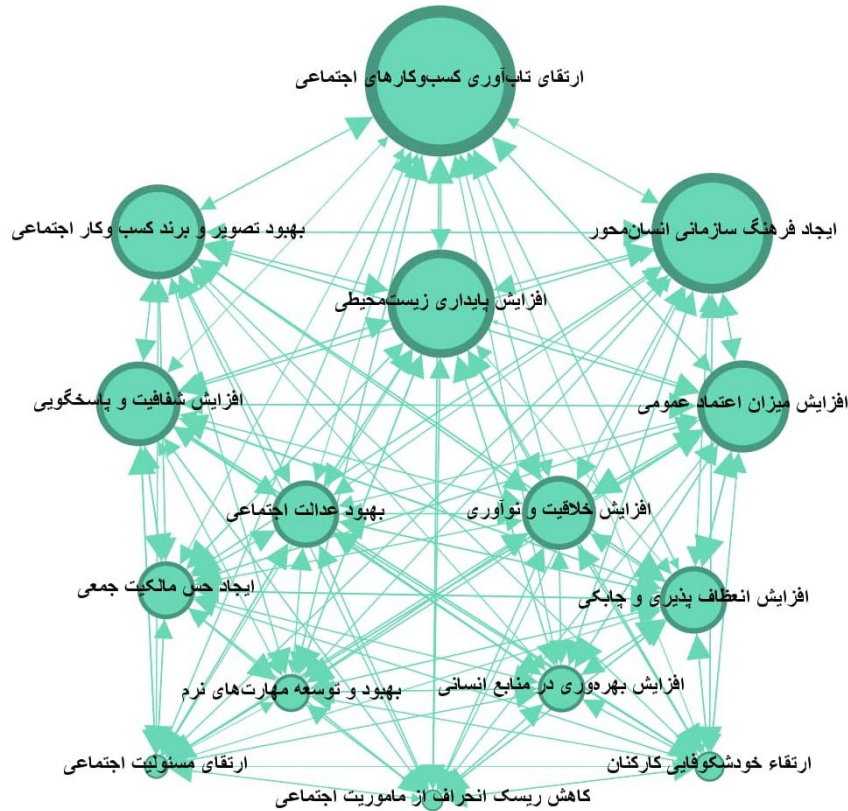 ارتقای تاب‌آوری کسب‌وکارهای اجتماعی
بهبود تصویر و برند کسب وکار اجتماعی
ایجاد فرهنگ سازمانی انسان‌محور
افزایش پایداری زیست‌محیطی
افزایش شفافیت و پاسخگویی
افزایش میزان اعتماد عمومی
بهبود عدالت اجتماعی
افزایش خلاقیت و نوآوری
ایجاد حس مالکیت جمعی
افزایش انعظاف پذیری و چابکی
بهبود و توسعه مهارت‌های نرم
افزایش بهره‌وری در منابع انسانی
ارتقای مسئولیت اجتماعی
ارتقاء خودشکوفایی کارکنان
کاهش ریسک انحراف از ماموریت اجتماعی